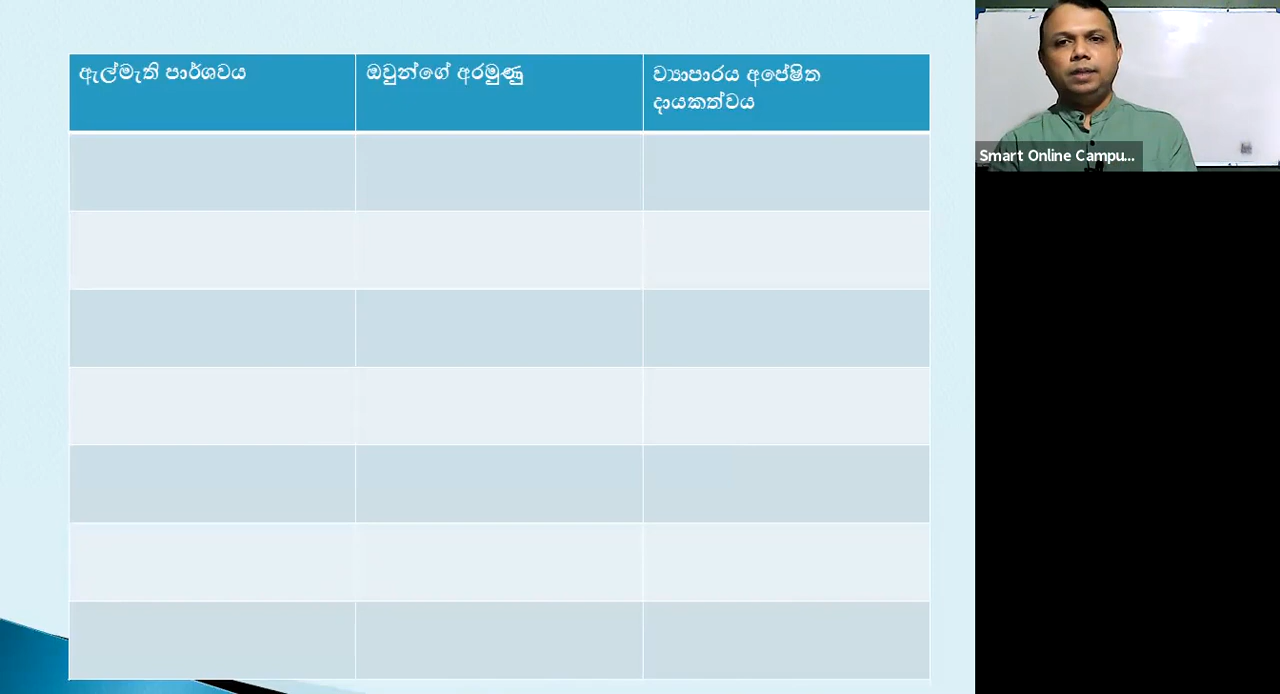 ඇල්මැති පාර්ශවය
ඔවුන්ගේ අරමුණු
ව්‍යාපාරය අපේෂිත
දායකත්වය
Smart Online Campu...